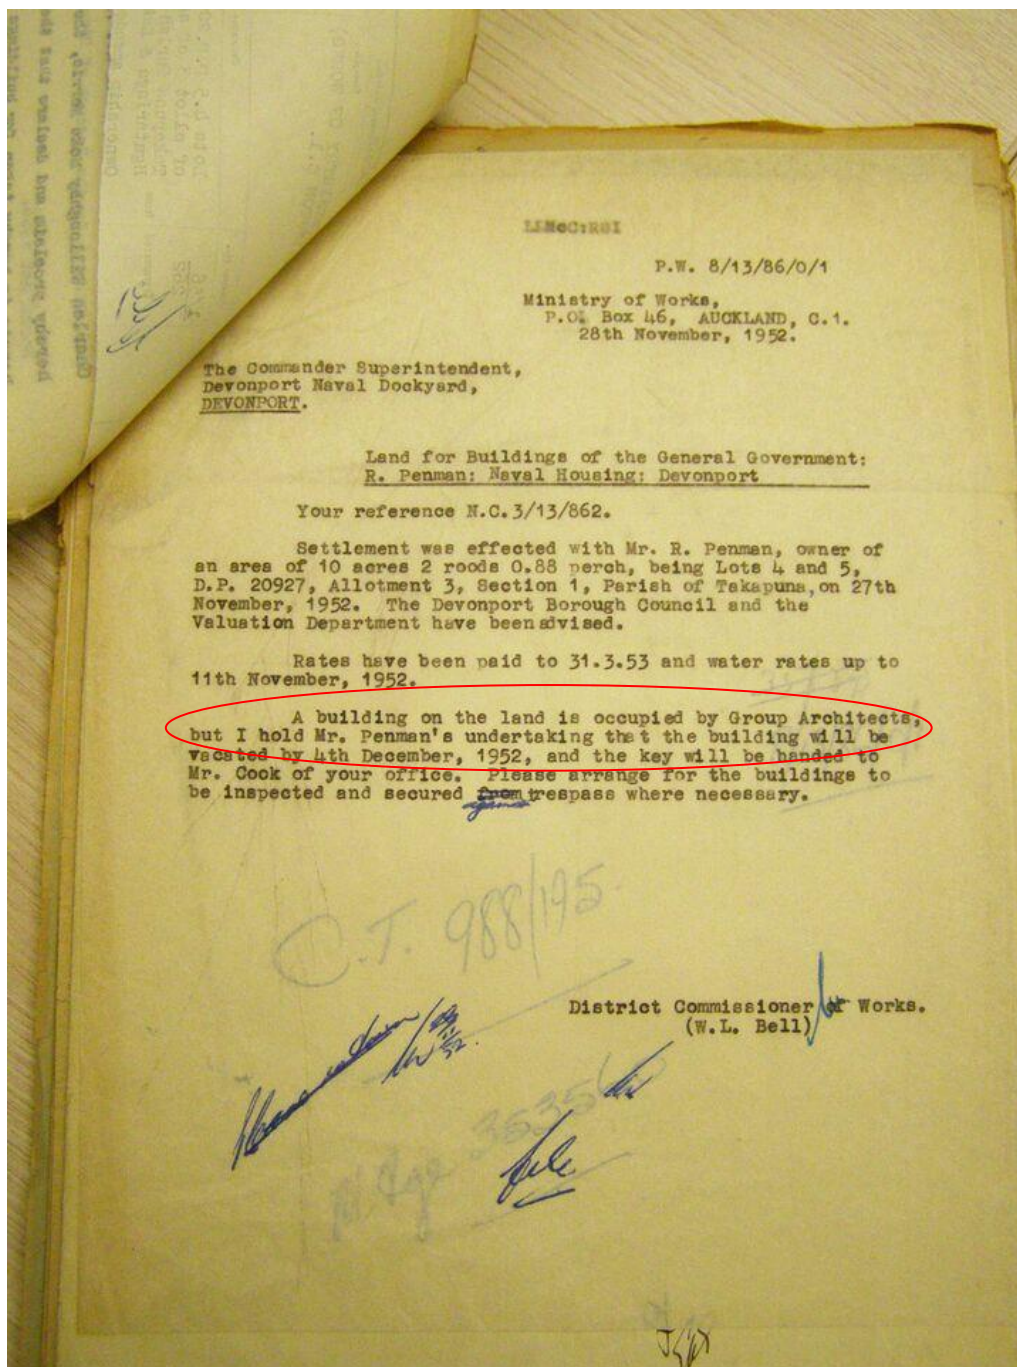 P.W. 8/13/86/0/1
Ministry of Works,
P.O. Box 46, AUCKLAND, C.1.
28th November, 1952.
The Commander Superintendent,
Devonport Naval Dockyard,
DEVONPORT.
Land for Buildings of the General Government:
R. Penman: Naval Housing: Devonport
Your reference N.C.3/13/862.
Settlement was effected with Mr. R. Penman, owner of
an area of 10 acres 2 roods 0.88 perch, being Lots 4 and 5,
D.P. 20927, Allotment 3, Section 1, Parish of Takapuna, on 27th
November, 1952. The Devonport Borough Council and the
Valuation Department have been advised.
Rates have been paid to 31.3.53 and water rates up to
11th November, 1952.
A building on the land is occupied by Group Architects,
but I hold Mr. Penman's undertaking that the building will be
vacated by 4th December, 1952, and the key will be handed to
Mr. Cook of your office. Please arrange for the buildings to
be inspected and secured from trespass where necessary.
against
C.T. 988/195.
District Commissioner of Works.
(W.L. Bell)
file